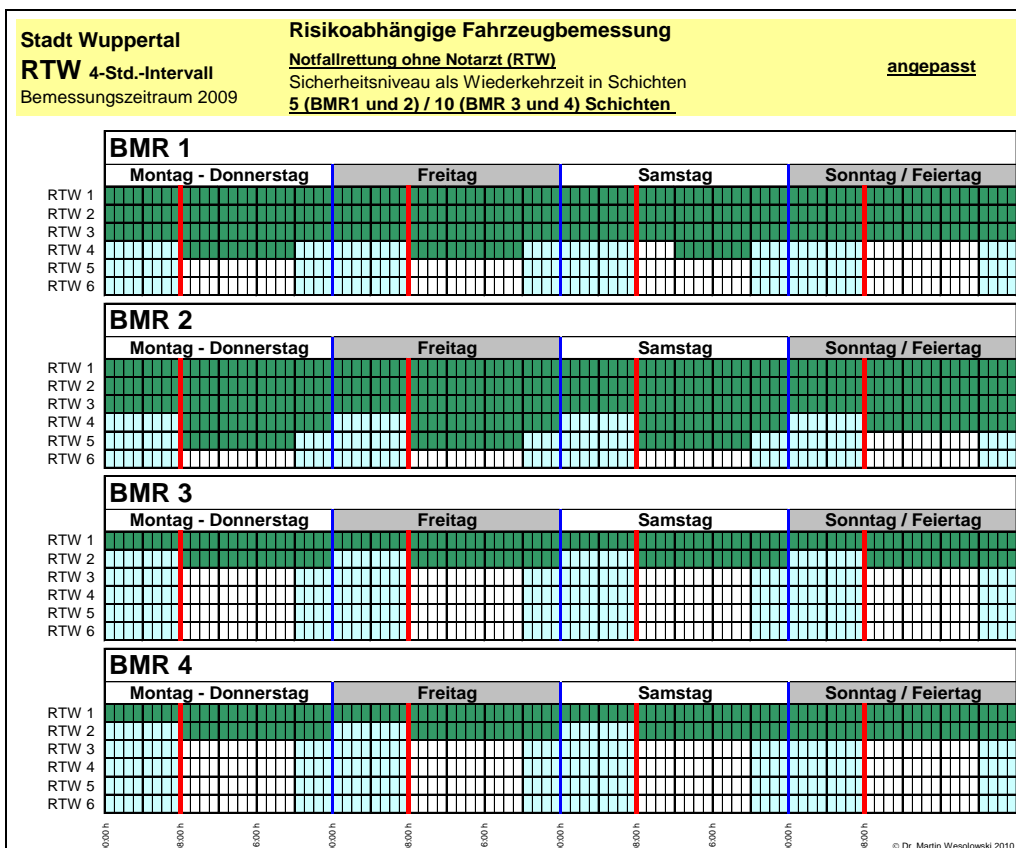 Stadt Wuppertal
RTW 4-Std.-Intervall
Bemessungszeitraum 2009
Risikoabhängige Fahrzeugbemessung
Notfallrettung ohne Notarzt (RTW)
Sicherheitsniveau als Wiederkehrzeit in Schichten
5 (BMR1 und 2) / 10 (BMR 3 und 4) Schichten
angepasst
BMR 1
Montag - Donnerstag Freitag Samstag Sonntag / Feiertag
RTW 1
RTW 2
RTW 3
RTW 4
RTW 5
RTW 6
BMR 2
Montag - Donnerstag Freitag Samstag Sonntag / Feiertag
RTW 1
RTW 2
RTW 3
RTW 4
RTW 5
RTW 6
BMR 3
Montag - Donnerstag Freitag Samstag Sonntag / Feiertag
RTW 1
RTW 2
RTW 3
RTW 4
RTW 5
RTW 6
BMR 4
Montag - Donnerstag Freitag Samstag Sonntag / Feiertag
RTW 1
RTW 2
RTW 3
RTW 4
RTW 5
RTW 6
© Dr. Martin Wesolowski 2010